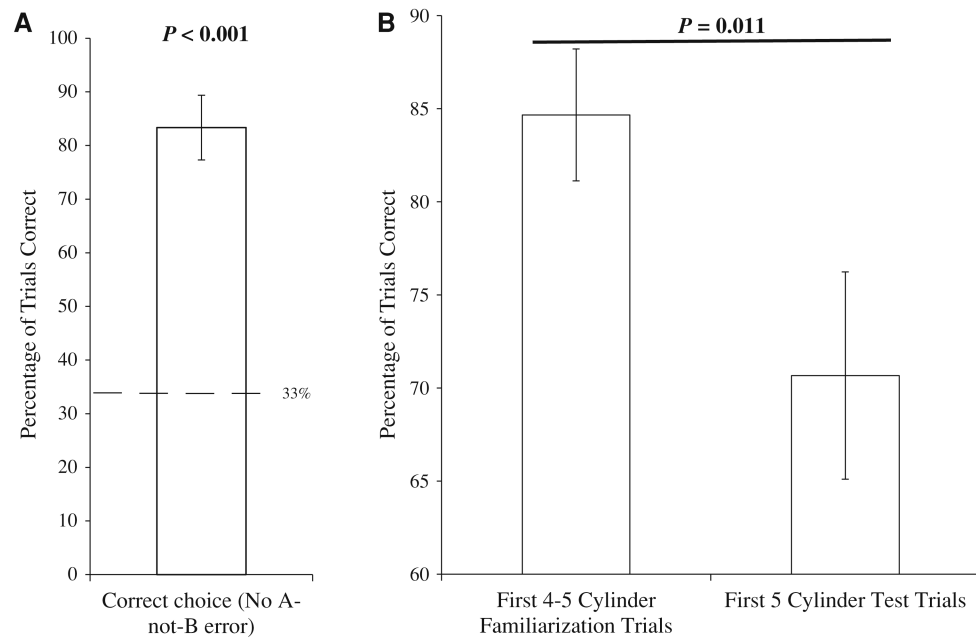 A
P < 0.001
Percentage of Trials Correct
100
90
80
70
60
50
40
30
20
10
0
33%
Correct choice (No A-
not-B error)
B
P = 0.011
Percentage of Trials Correct
90
85
80
75
70
65
60
First 4-5 Cylinder
Familiarization Trials
First 5 Cylinder Test Trials